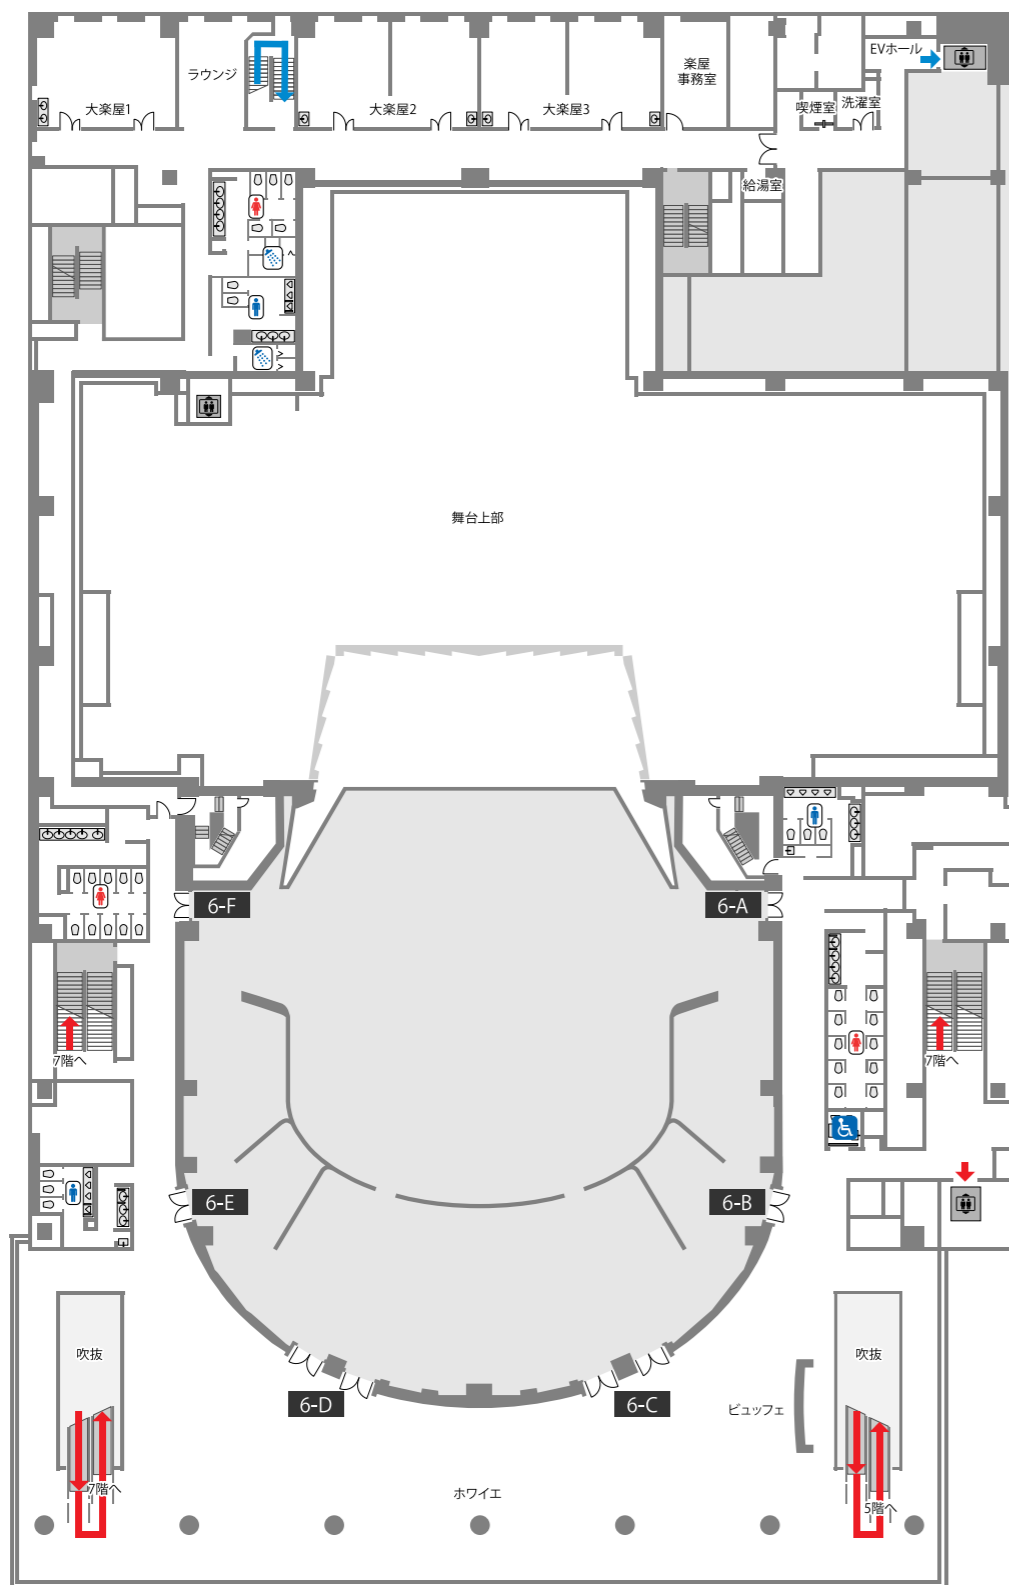 EVホール
ラウンジ
楽屋
事務室
大楽屋1
大楽屋2
大楽屋3
喫煙室
洗濯室
給湯室
舞台上部
6-F
6-A
7階へ
7階へ
6-E
6-B
吹抜
吹抜
6-D
6-C
ビュッフェ
7階へ
ホワイエ
5階へ